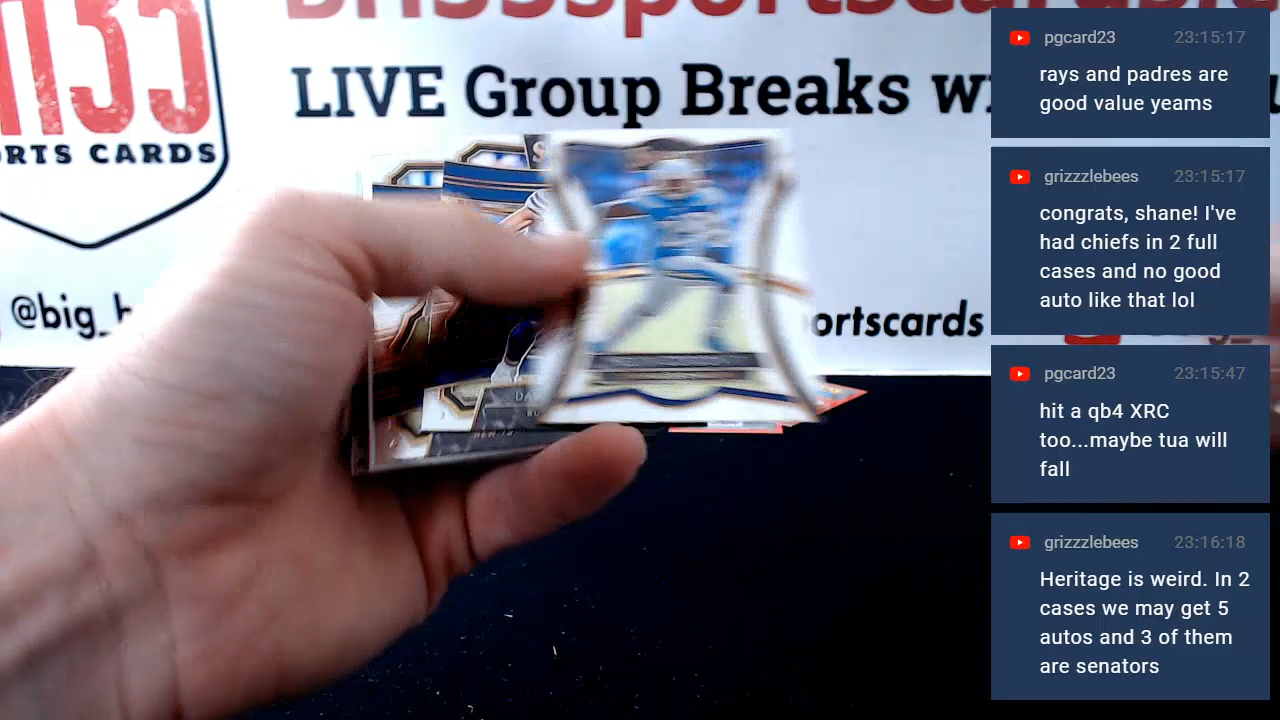 LIVE Group Breaks
RTS CARDS
@big_
ortscards
pgcard23 23:15:17
rays and padres are
good value yeams
grizzzlebees 23:15:17
congrats, shane! I've
had chiefs in 2 full
cases and no good
auto like that lol
pgcard23 23:15:47
hit a qb4 XRC
too...maybe tua will
fall
grizzzlebees 23:16:18
Heritage is weird. In 2
cases we may get 5
autos and 3 of them
are senators